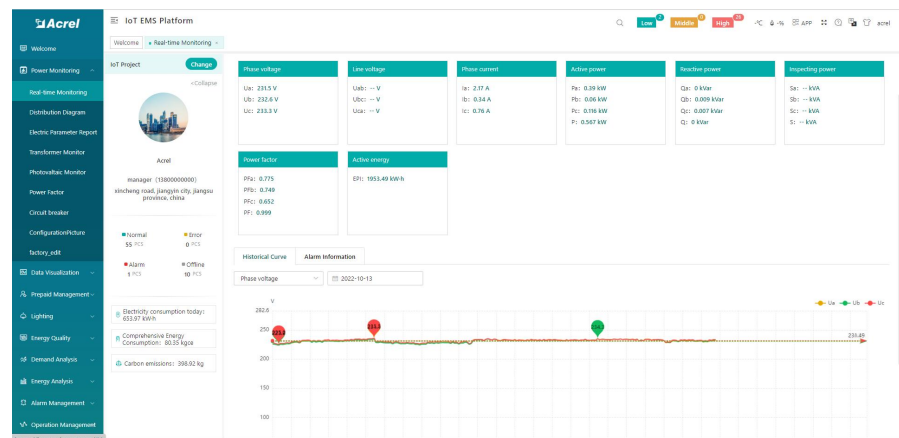 Acrel
IoT EMS Platform
Low 2
Middle 0
High 28
-℃
-%
APP
acrel
Welcome
Real-time Monitoring
Welcome
Power Monitoring
Real-time Monitoring
Distribution Diagram
Electric Parameter Report
Transformer Monitor
Photovaltaic Monitor
Power Factor
Circuit breaker
ConfigurationPicture
factory_edit
Data Visualization
Prepaid Management
Lighting
Energy Quality
Demand Analysis
Energy Analysis
Alarm Management
Operation Management
IoT Project
Change
<Collapse
Acrel
manager (13800000000)
xincheng road, jiangyin city, jiangsu
province, china
Normal
55 PCS
Error
0 PCS
Alarm
1 PCS
Offline
10 PCS
Electricity consumption today:
653.97 kW·h
Comprehensive Energy
Consumption: 80.35 kgce
Carbon emissions: 398.92 kg
Phase voltage
Ua: 231.5 V
Ub: 232.6 V
Uc: 233.3 V
Line voltage
Uab: -- V
Ubc: -- V
Uca: -- V
Phase current
Ia: 2.17 A
Ib: 0.34 A
Ic: 0.76 A
Active power
Pa: 0.39 kW
Pb: 0.06 kW
Pc: 0.116 kW
P: 0.567 kW
Reactive power
Qa: 0 kVar
Qb: 0.009 kVar
Qc: 0.007 kVar
Q: 0 kVar
Inspecting power
Sa: -- kVA
Sb: -- kVA
Sc: -- kVA
S: -- kVA
Power factor
PFa: 0.775
PFb: 0.749
PFc: 0.652
PF: 0.999
Active energy
EPI: 1953.49 kW·h
Historical Curve
Alarm Information
Phase voltage
2022-10-13
Ua
Ub
Uc
V
282.6
250
200
150
100